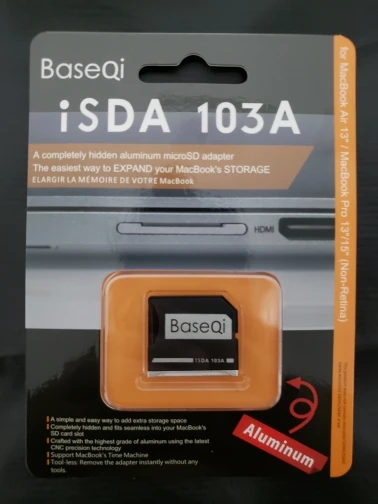 BaseQi
iSDA 103A
A completely hidden aluminum microSD adapter
The easiest way to EXPAND your MacBook's STORAGE
ELARGIR LA MÉMOIRE DE VOTRE MacBook
for MacBook Air 13" / MacBook Pro 13"/15" (Non-Retina)
HDMI
BaseQi
iSDA 103A
A simple and easy way to add extra storage space
Completely hidden and fits seamless into your MacBook's
SD card slot
Crafted with the highest grade of aluminum using the latest
CNC precision technology
Support MacBook's Time Machine
Tool-less: Remove the adapter instantly without any
tools.
Aluminum